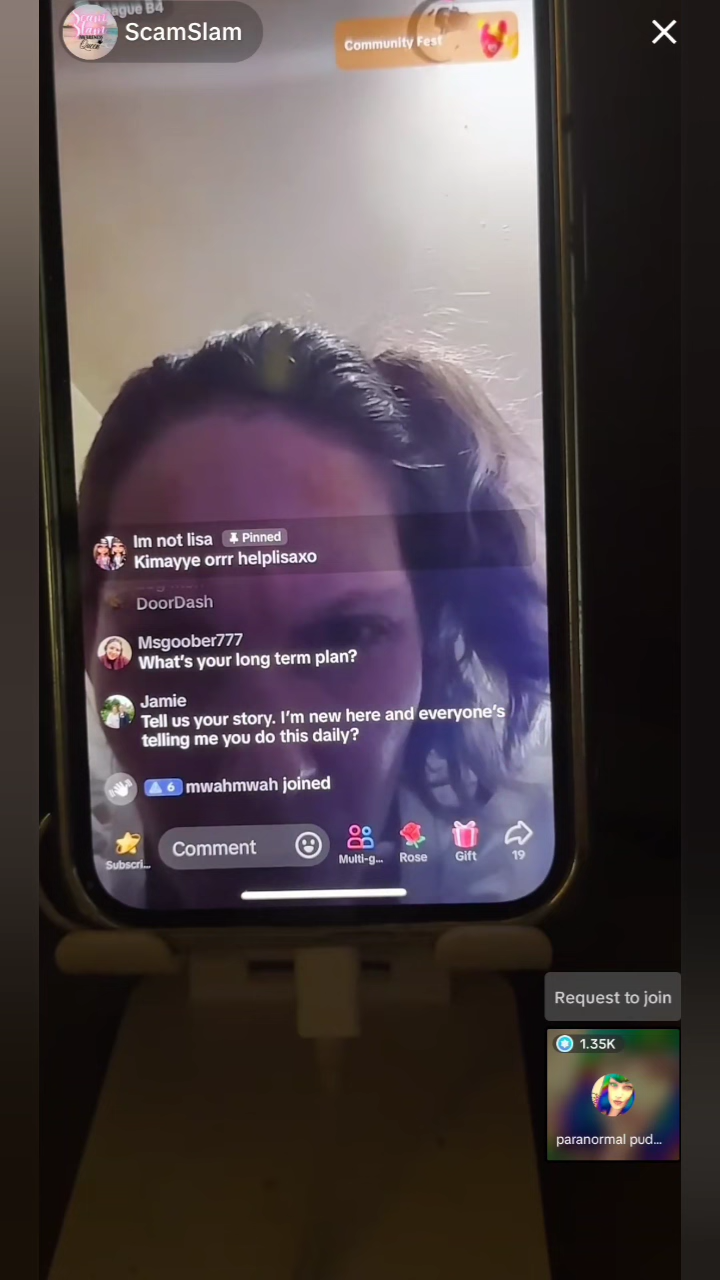 ague B4
ScamSlam
Community Fest
Im not lisa Pinned
Kimayye orrr helplisaxo
DoorDash
Msgoober777
What's your long term plan?
Jamie
Tell us your story. I'm new here and everyone's
telling me you do this daily?
6 mwahmwah joined
Subscri...
Comment
Multi-g...
Rose
Gift
19
Request to join
1.35K
paranormal pud...